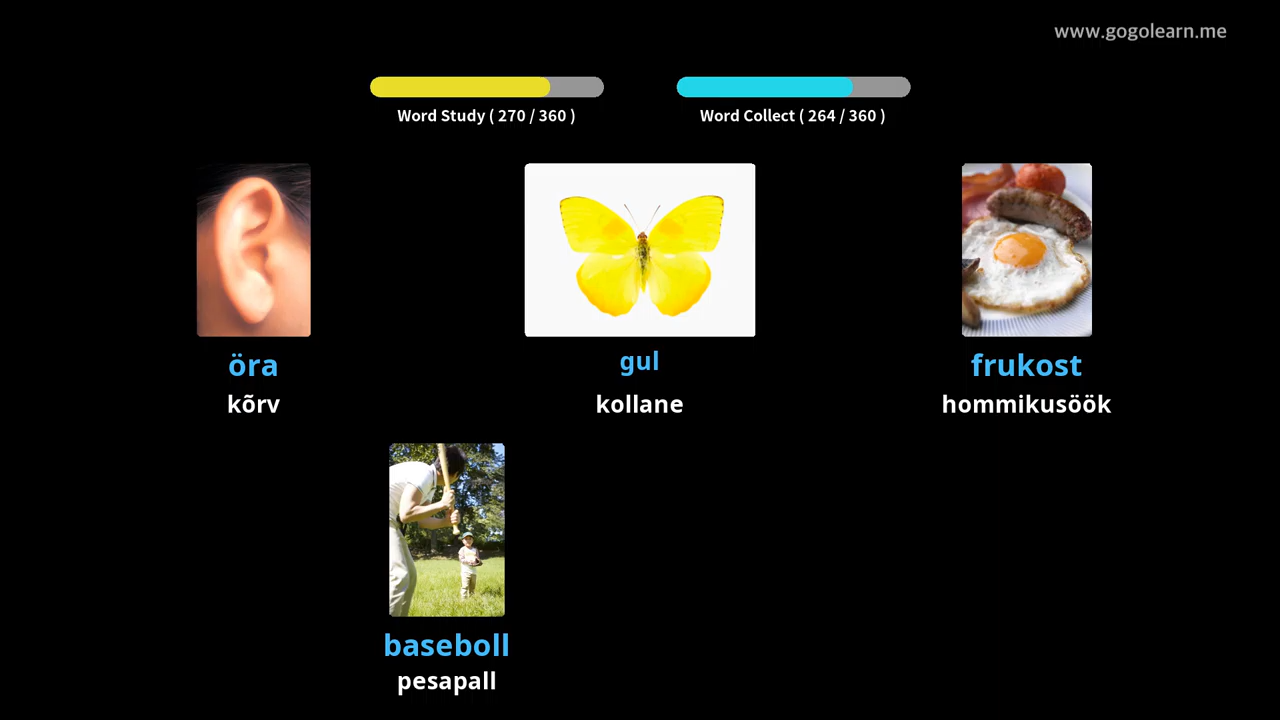 www.gogolearn.me
Word Study ( 270 / 360 )
Word Collect ( 264 / 360 )
öra
gul
frukost
kõrv
kollane
hommikusöök
baseboll
pesapall